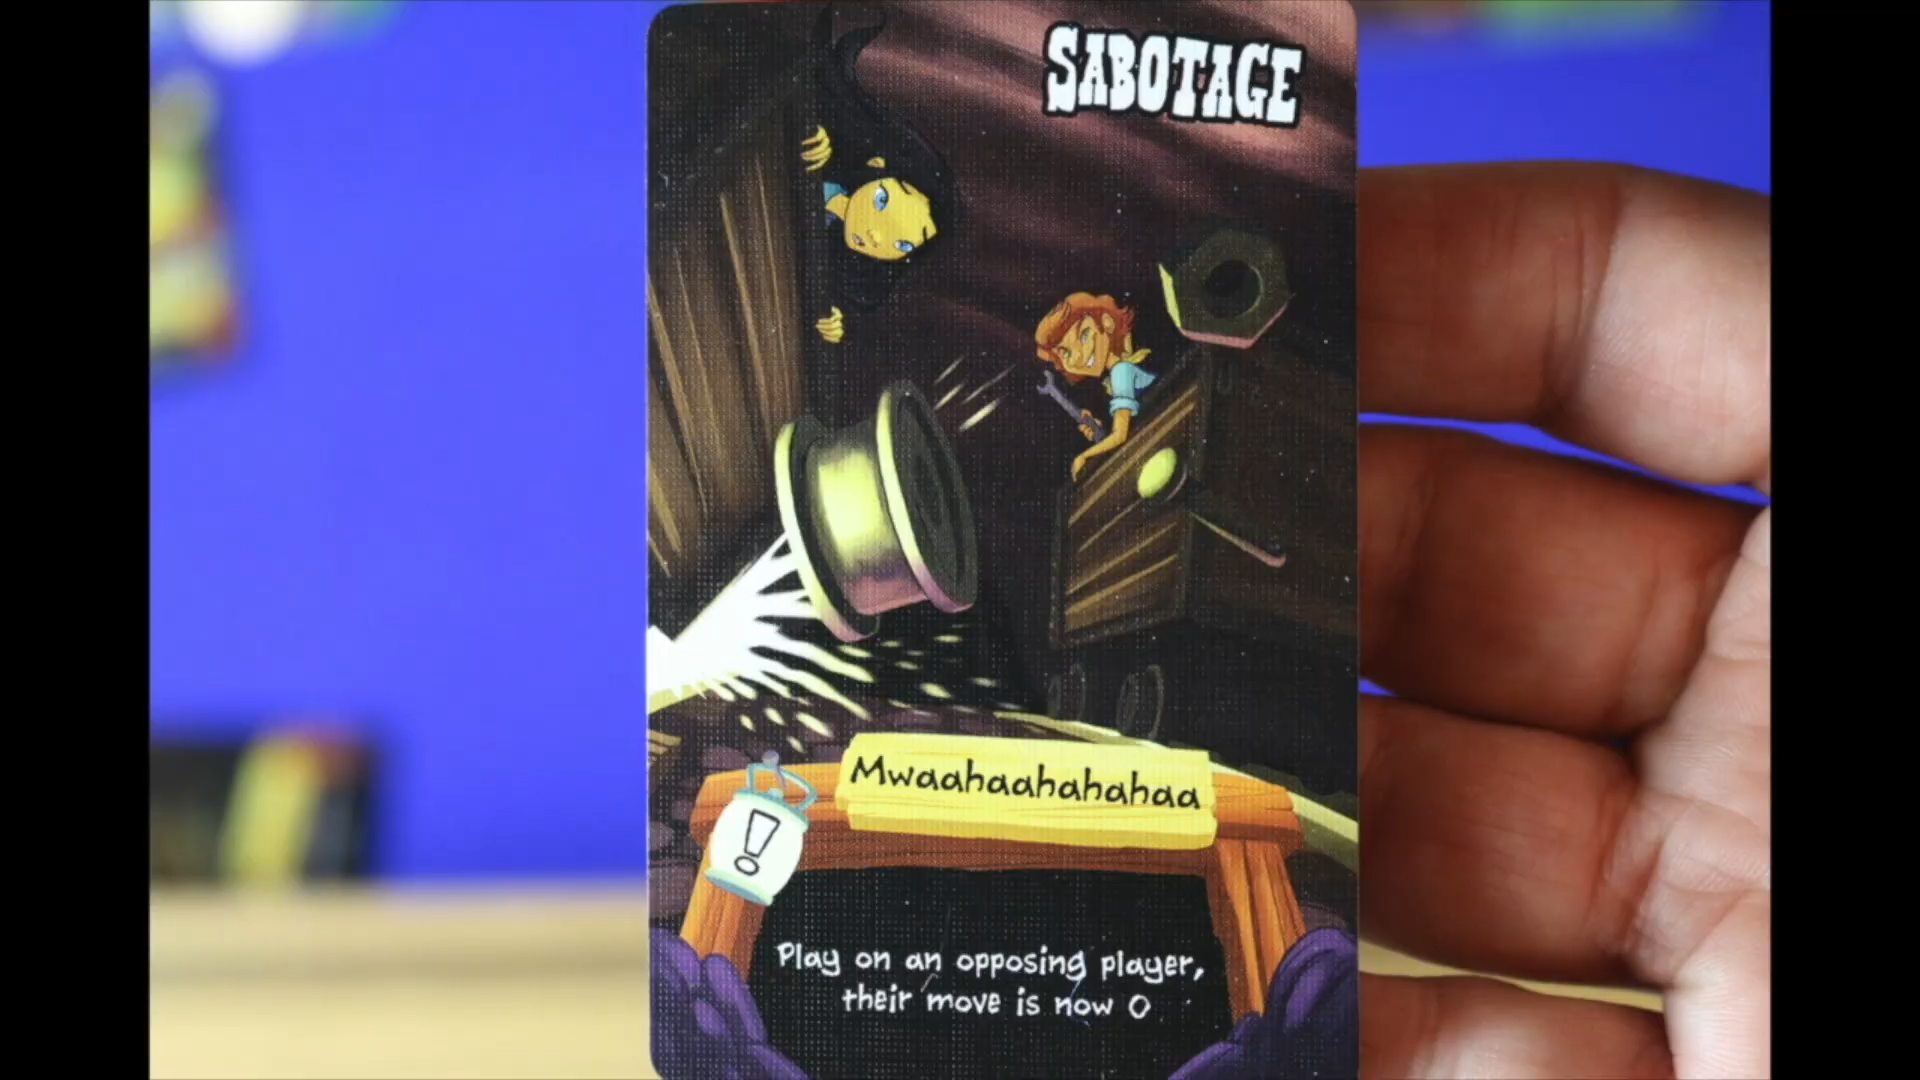 SABOTAGE
Mwaahaahahahaa
!
Play on an opposing player,
their move is now 0